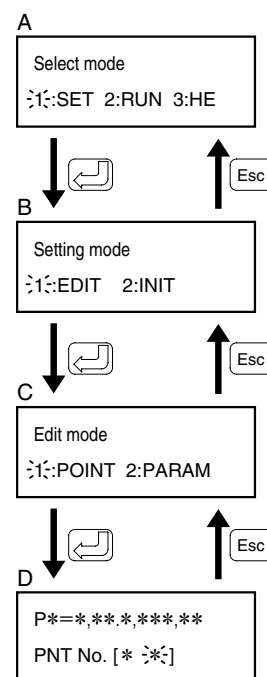 A
Select mode
1:SET 2:RUN 3:HE
Esc
B
Setting mode
1:EDIT 2:INIT
Esc
C
Edit mode
1:POINT 2:PARAM
Esc
D
P*=*,**.*,***,**
PNT No. [* *]